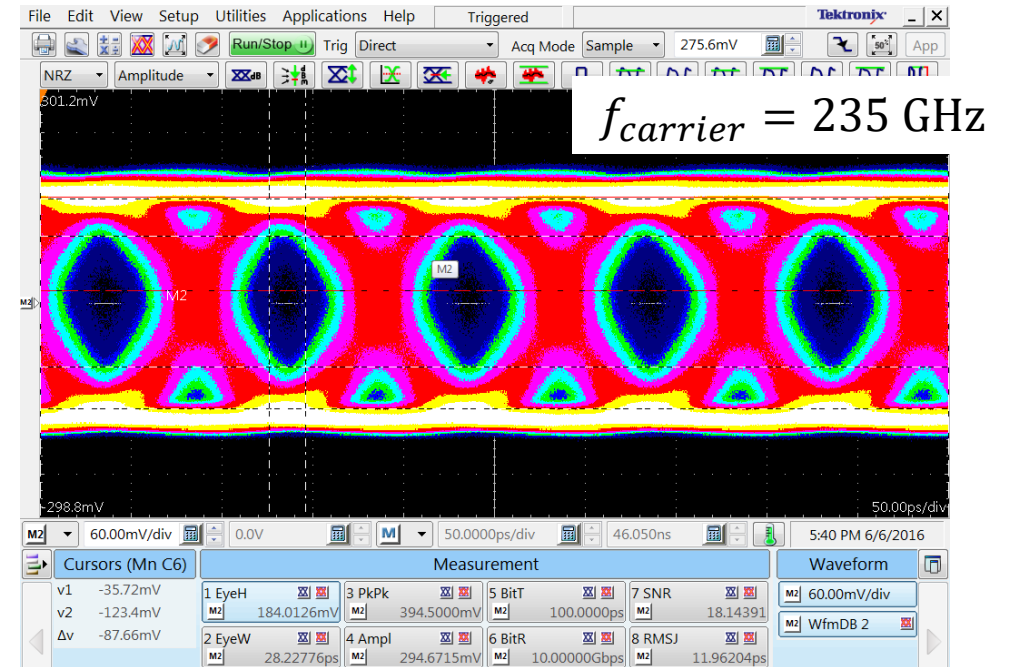 File Edit View Setup Utilities Applications Help Triggered Tektronix
Run/Stop Trig Direct Acq Mode Sample 275.6mV 50% App
NRZ Amplitude dB
f_carrier = 235 GHz
301.2mV
M2
M2
M2
-298.8mV 50.00ps/div
M2 60.00mV/div 0.0V M 50.0000ps/div 46.050ns 5:40 PM 6/6/2016
Cursors (Mn C6) Measurement Waveform
v1 -35.72mV
v2 -123.4mV
Δv -87.66mV
1 EyeH M2 184.0126mV
3 PkPk M2 394.5000mV
5 BitT M2 100.0000ps
7 SNR M2 18.14391
2 EyeW M2 28.22776ps
4 Ampl M2 294.6715mV
6 BitR M2 10.00000Gbps
8 RMSJ M2 11.96204ps
M2 60.00mV/div
M2 WfmDB 2